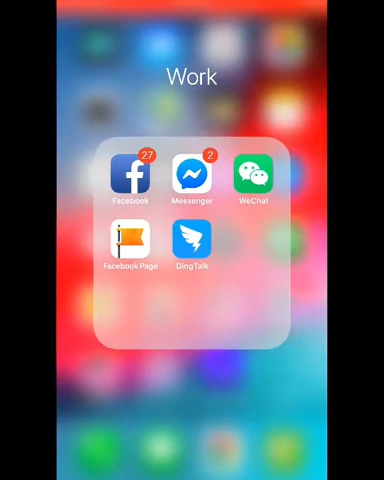 Work
27
2
Facebook
Messenger
WeChat
Facebook Page
DingTalk